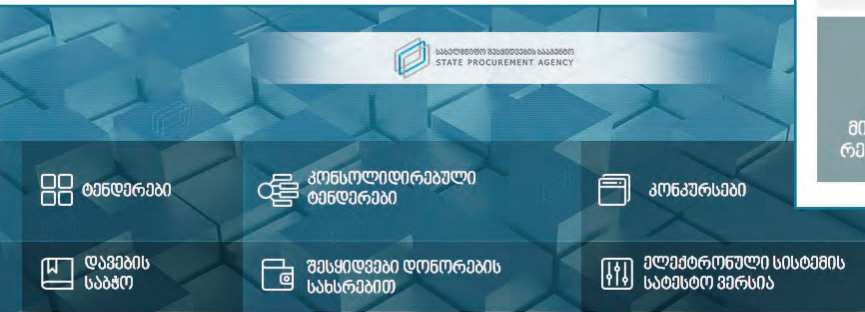 სახელმწიფო შესყიდვების სააგენტო
STATE PROCUREMENT AGENCY
ტენდერები
კონსოლიდირებული
ტენდერები
კონკურსები
დავების
საბჭო
შესყიდვები დონორების
სახსრებით
ელექტრონული სისტემის
სატესტო ვერსია